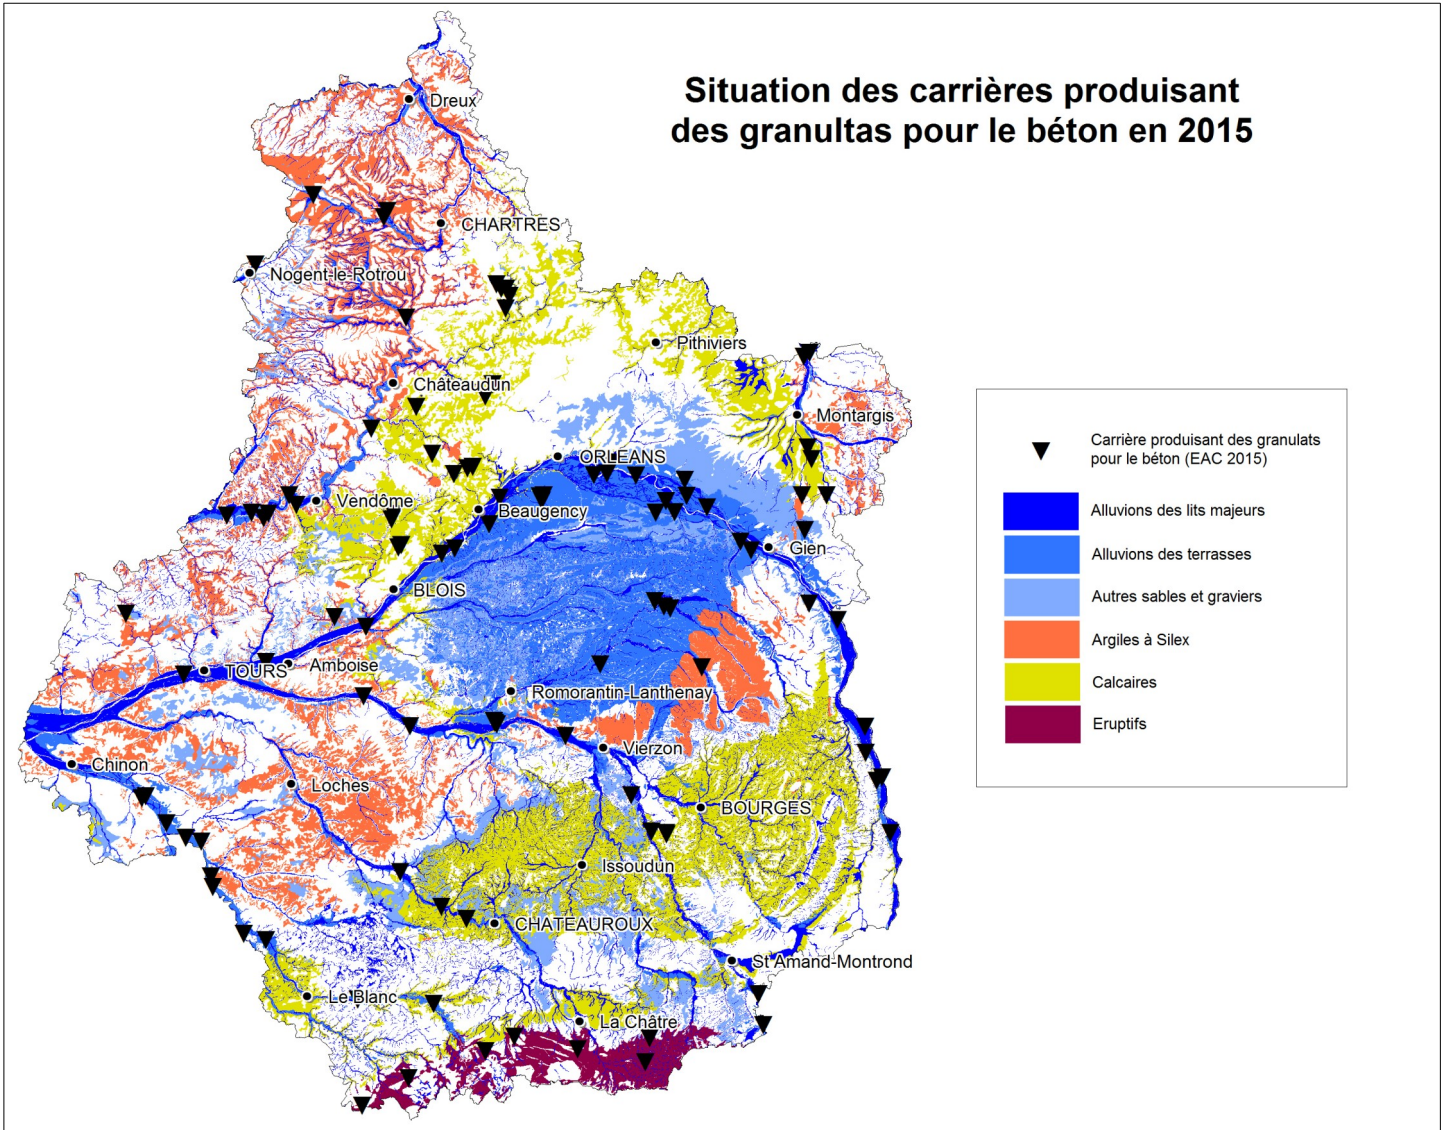 Situation des carrières produisant
des granultas pour le béton en 2015
Dreux
CHARTRES
Nogent-le-Rotrou
Pithiviers
Châteaudun
Montargis
ORLEANS
Vendôme
Beaugency
Gien
BLOIS
TOURS
Amboise
Romorantin-Lanthenay
Vierzon
Chinon
Loches
BOURGES
Issoudun
CHATEAUROUX
St Amand-Montrond
Le Blanc
La Châtre
Carrière produisant des granulats
pour le béton (EAC 2015)
Alluvions des lits majeurs
Alluvions des terrasses
Autres sables et graviers
Argiles à Silex
Calcaires
Eruptifs